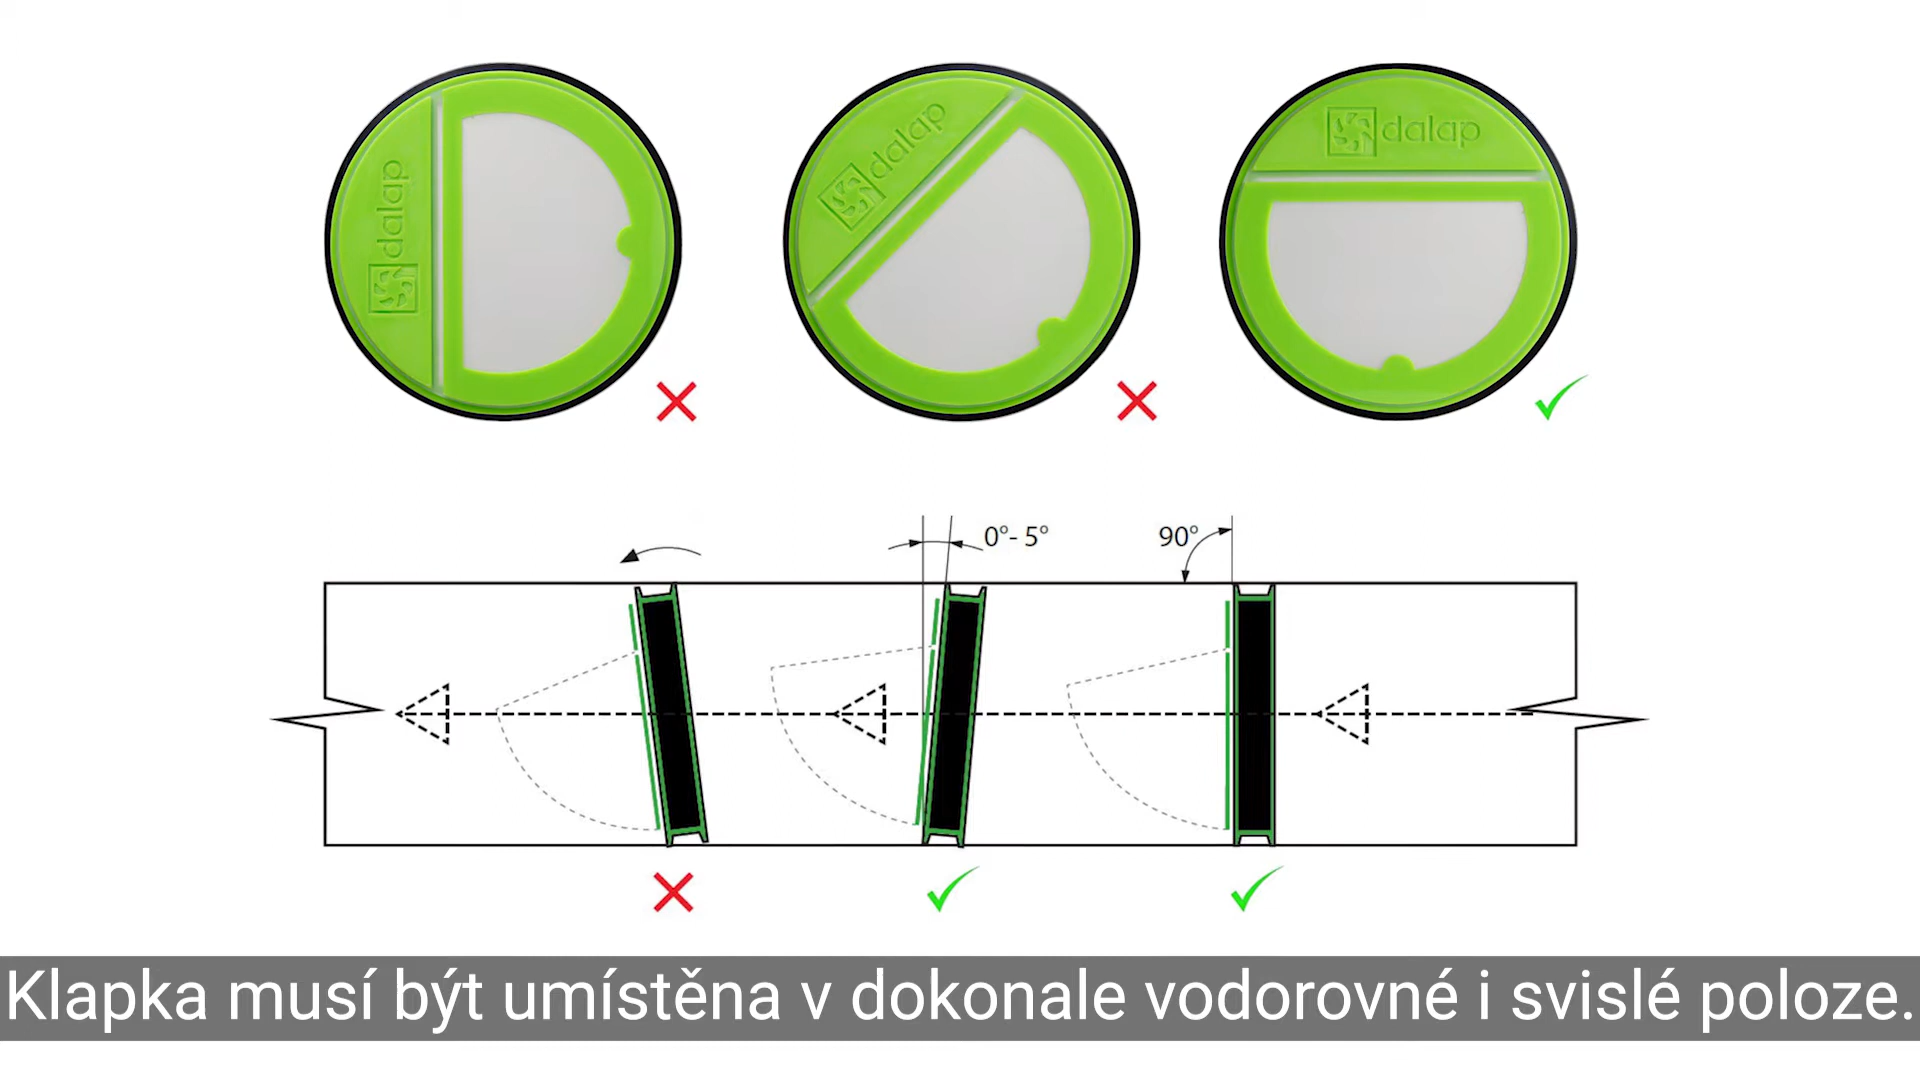 dalap
dalap
dalap
0°- 5°
90°
Klapka musí být umístěna v dokonale vodorovné i svislé poloze.